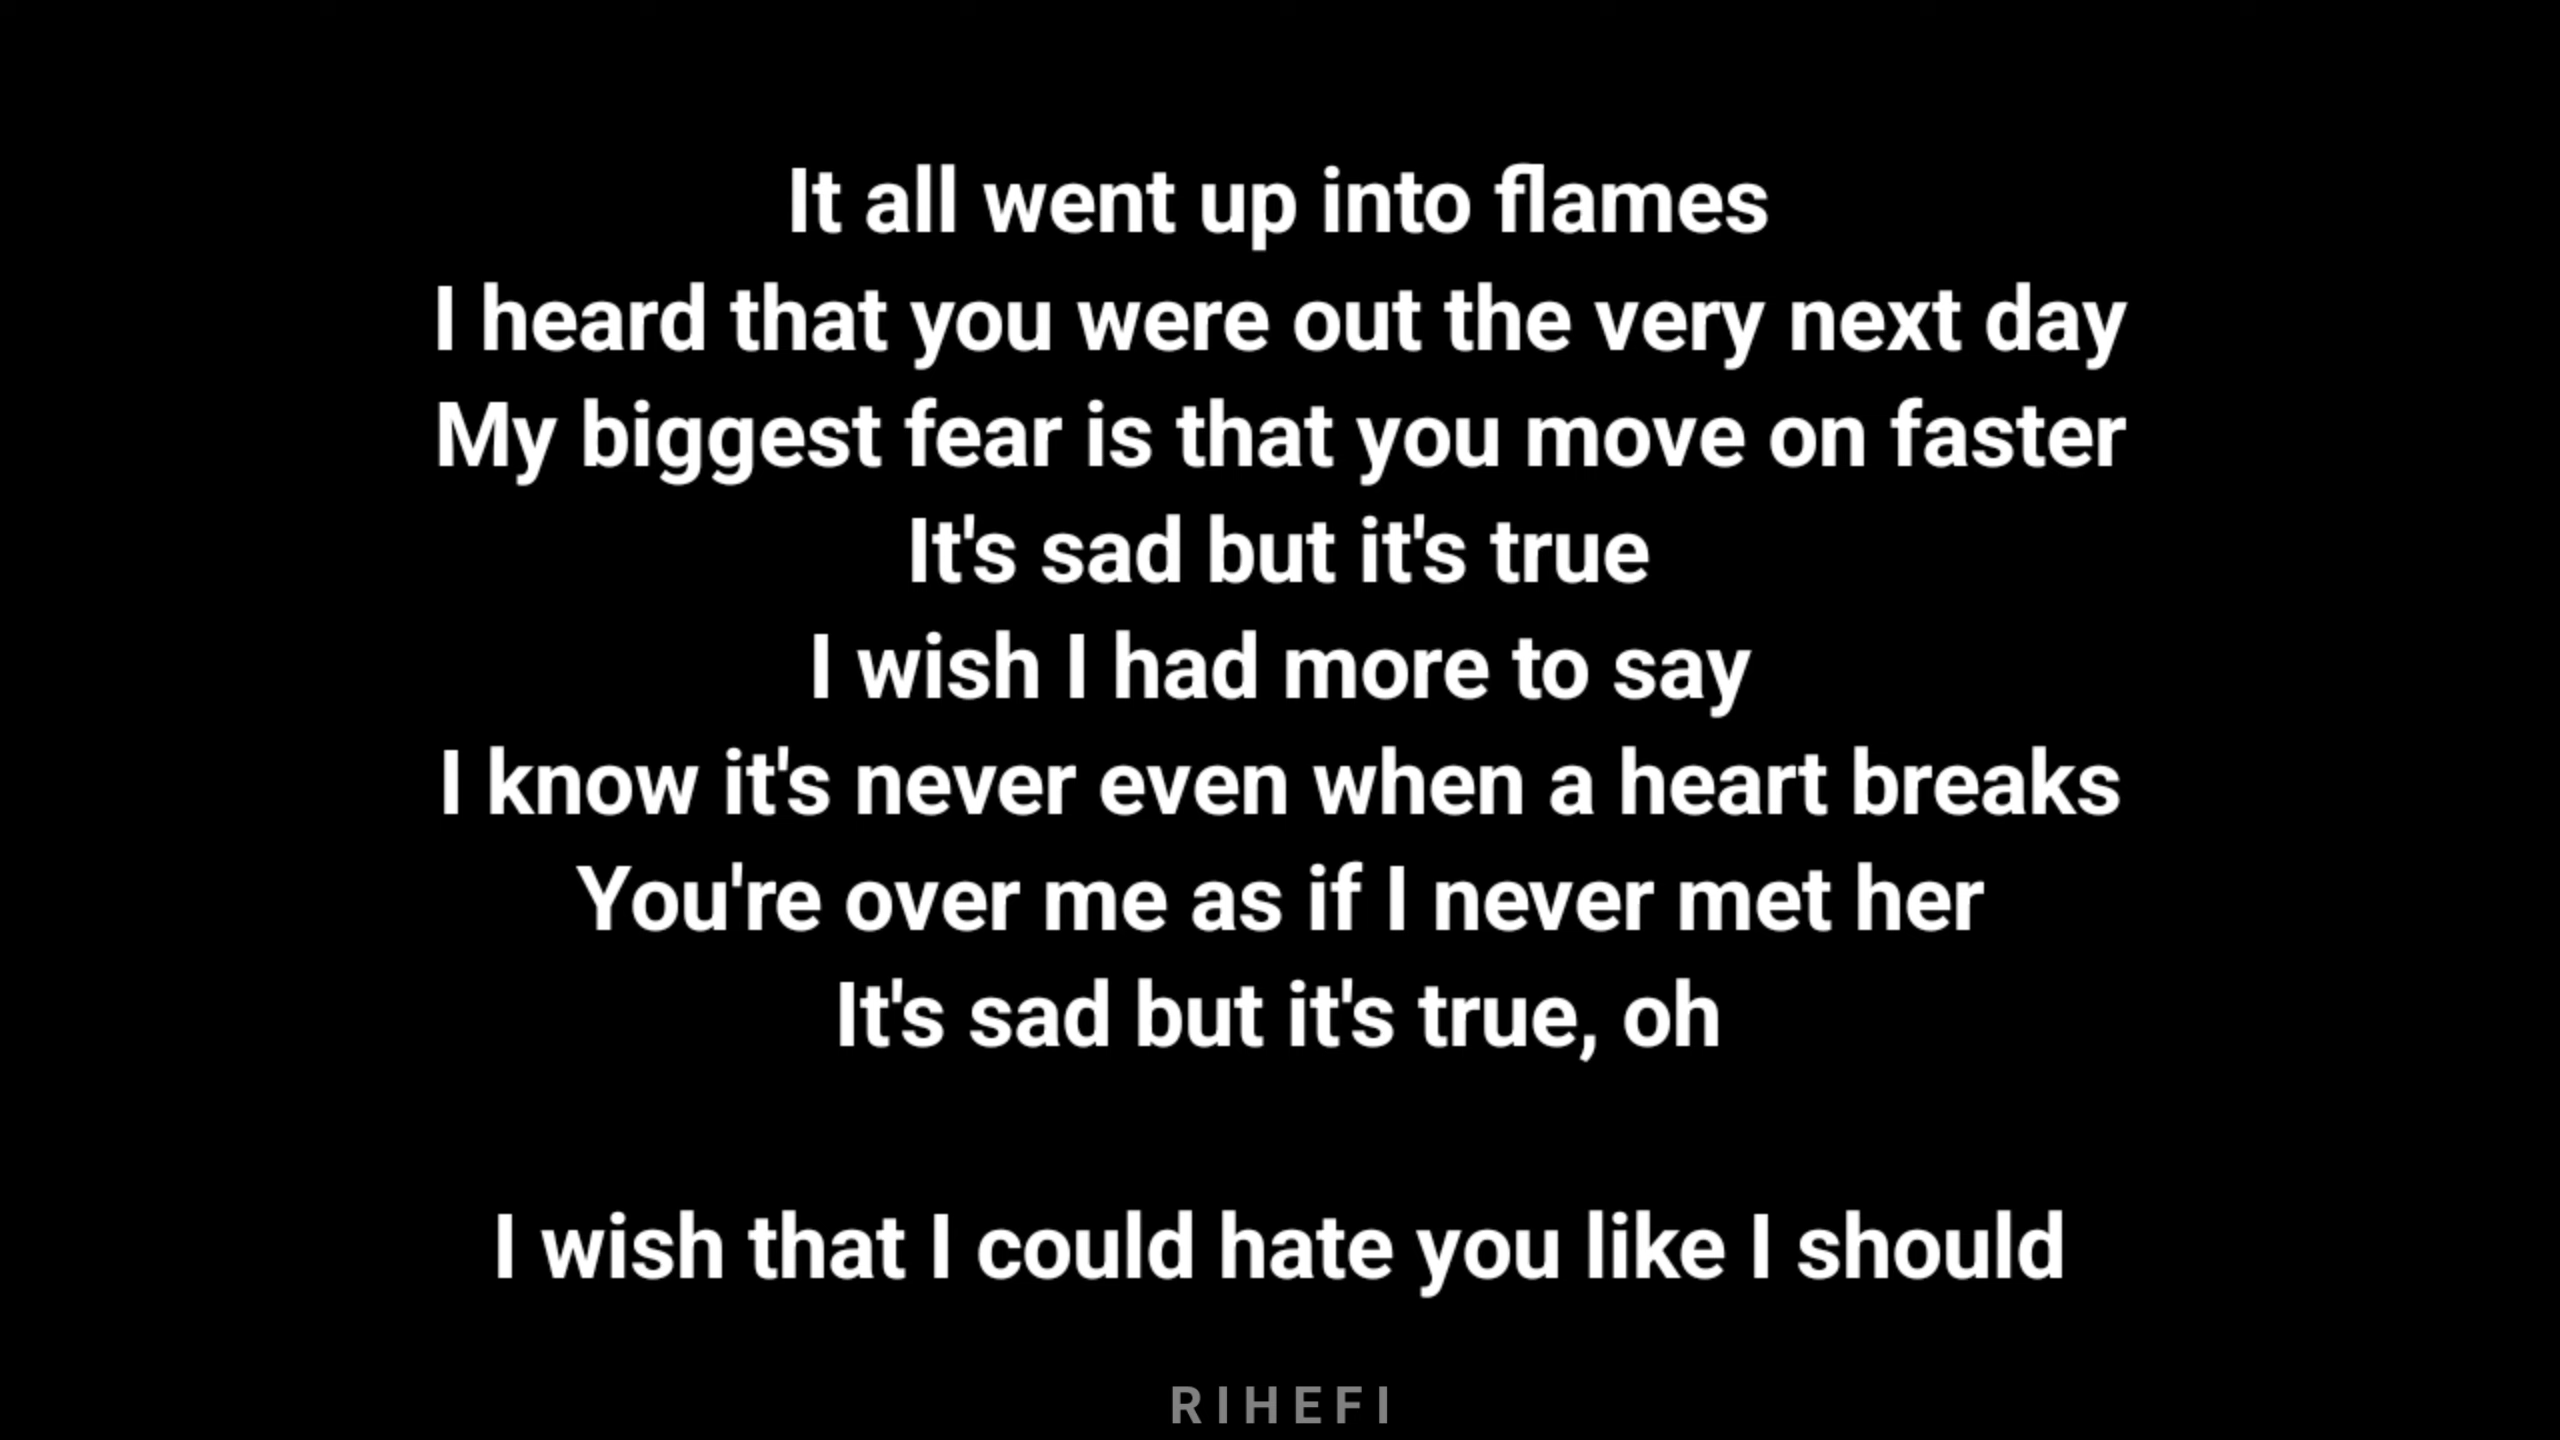 It all went up into flames
I heard that you were out the very next day
My biggest fear is that you move on faster
It's sad but it's true
I wish I had more to say
I know it's never even when a heart breaks
You're over me as if I never met her
It's sad but it's true, oh
I wish that I could hate you like I should
RIHEFI